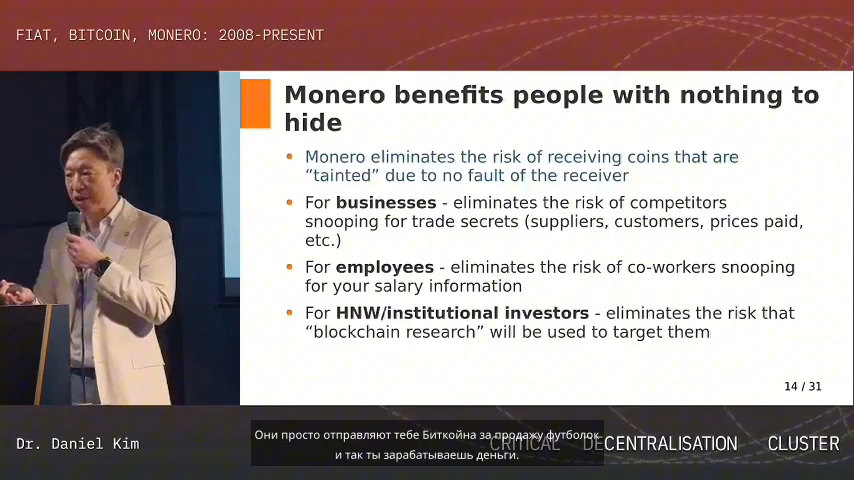 FIAT, BITCOIN, MONERO: 2008-PRESENT
Monero benefits people with nothing to
hide
• Monero eliminates the risk of receiving coins that are
“tainted” due to no fault of the receiver
• For businesses - eliminates the risk of competitors
snooping for trade secrets (suppliers, customers, prices paid,
etc.)
• For employees - eliminates the risk of co-workers snooping
for your salary information
• For HNW/institutional investors - eliminates the risk that
“blockchain research” will be used to target them
14 / 31
Dr. Daniel Kim
Они просто отправляют тебе Биткойна за продажу футболок
и так ты зарабатываешь деньги.
CRITICAL DECENTRALISATION CLUSTER